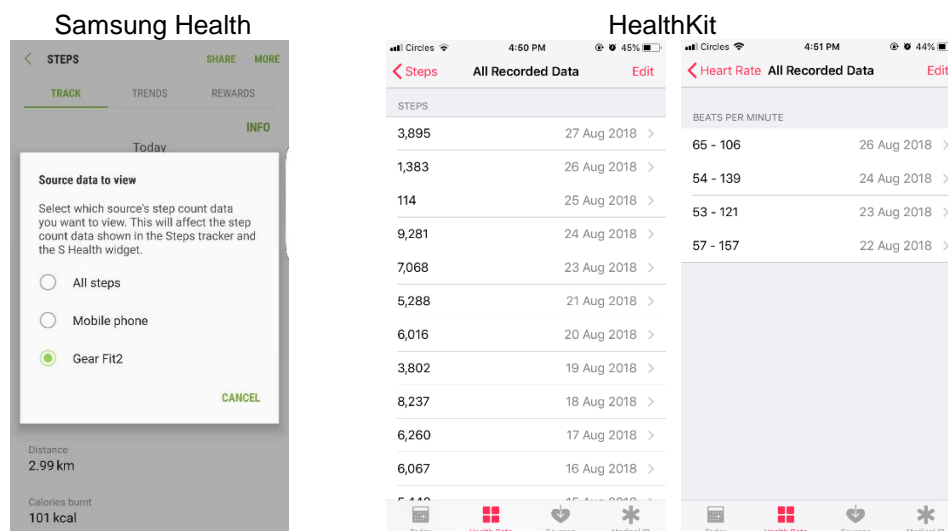 Samsung Health
STEPS SHARE MORE
TRACK TRENDS REWARDS
INFO
Today
Source data to view
Select which source's step count data
you want to view. This will affect the step
count data shown in the Steps tracker and
the S Health widget.
All steps
Mobile phone
Gear Fit2
CANCEL
Distance
2.99 km
Calories burnt
101 kcal
HealthKit
Circles 4:50 PM 45%
Steps All Recorded Data Edit
STEPS
3,895 27 Aug 2018
1,383 26 Aug 2018
114 25 Aug 2018
9,281 24 Aug 2018
7,068 23 Aug 2018
5,288 21 Aug 2018
6,016 20 Aug 2018
3,802 19 Aug 2018
8,237 18 Aug 2018
6,260 17 Aug 2018
6,067 16 Aug 2018
Circles 4:51 PM 44%
Heart Rate All Recorded Data Edit
BEATS PER MINUTE
65 - 106 26 Aug 2018
54 - 139 24 Aug 2018
53 - 121 23 Aug 2018
57 - 157 22 Aug 2018